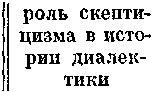 роль скепти-
цизма в исто-
рии диалек-
тики